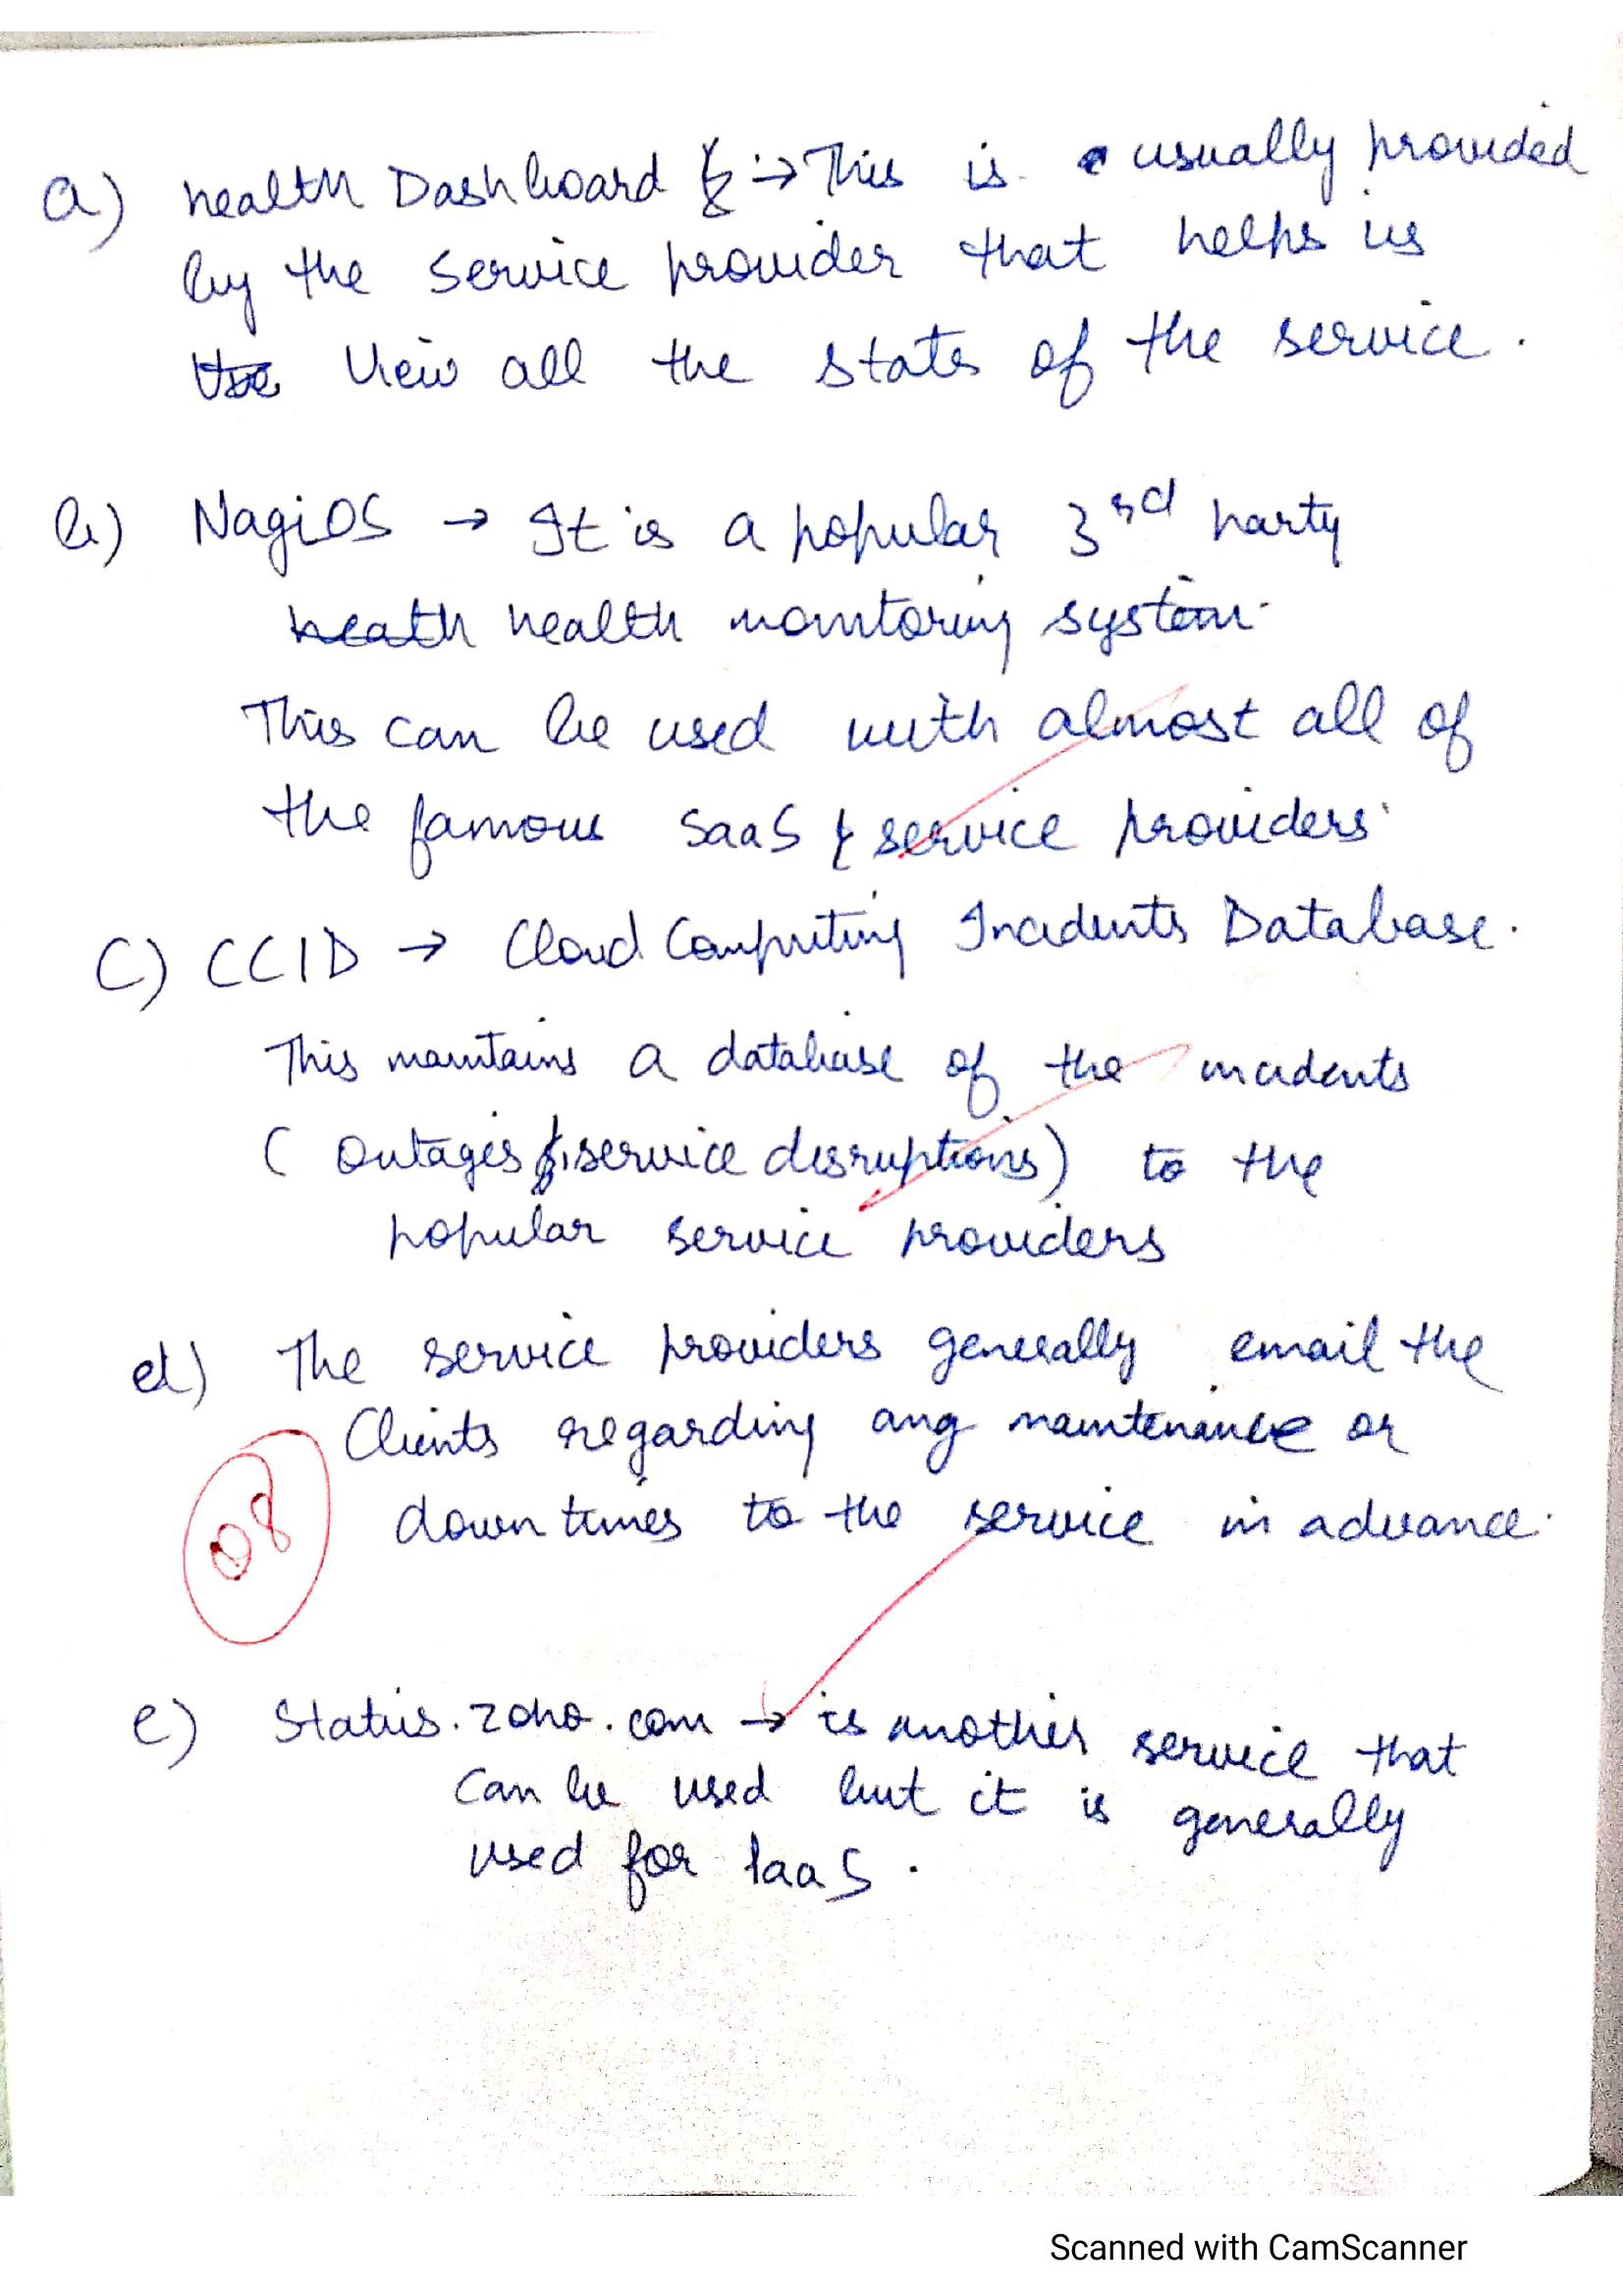 a) health Dashboard :→ This is usually provided
by the service provider that helps us
Use View all the stats of the service.
b) NagiOS → It is a popular 3rd party
heath health monitoring system.
This can be used with almost all of
the famous SaaS & service providers.
C) CCID → Cloud Computing Incidents Database.
This maintains a database of the incidents
( Outages & service disruptions) to the
popular service providers
d) The service providers generally email the
Clients regarding any maintenance or
down times to the service in advance.
08
e) Status.zoho.com → is another service that
Can be used but it is generally
used for IaaS.
Scanned with CamScanner